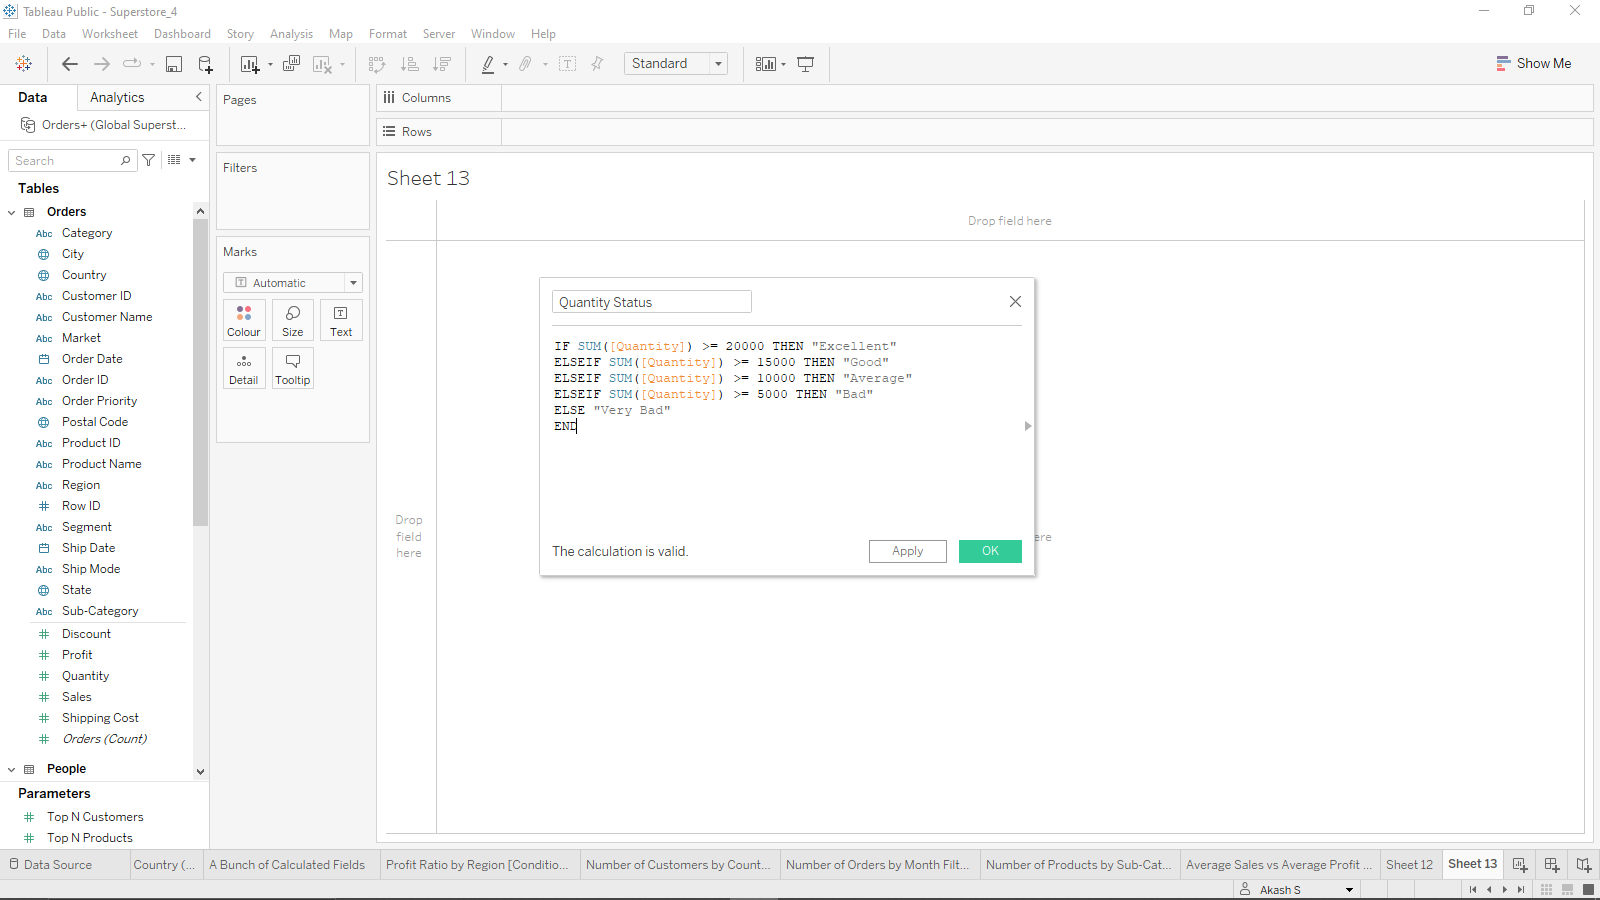 Tableau Public - Superstore_4
File Data Worksheet Dashboard Story Analysis Map Format Server Window Help
Standard
Show Me
Data Analytics
Orders+ (Global Superst...
Search
Tables
Orders
Abc Category
City
Country
Abc Customer ID
Abc Customer Name
Abc Market
Order Date
Abc Order ID
Abc Order Priority
Postal Code
Abc Product ID
Abc Product Name
Abc Region
Row ID
Abc Segment
Ship Date
Abc Ship Mode
State
Abc Sub-Category
Discount
Profit
Quantity
Sales
Shipping Cost
Orders (Count)
People
Parameters
Top N Customers
Top N Products
Pages
Filters
Marks
Automatic
Colour Size Text
Detail Tooltip
Columns
Rows
Sheet 13
Drop field here
Drop
field
here
ere
Quantity Status
IF SUM([Quantity]) >= 20000 THEN "Excellent"
ELSEIF SUM([Quantity]) >= 15000 THEN "Good"
ELSEIF SUM([Quantity]) >= 10000 THEN "Average"
ELSEIF SUM([Quantity]) >= 5000 THEN "Bad"
ELSE "Very Bad"
END
The calculation is valid.
Apply OK
Data Source Country (... A Bunch of Calculated Fields Profit Ratio by Region [Conditio... Number of Customers by Count... Number of Orders by Month Filt... Number of Products by Sub-Cat... Average Sales vs Average Profit ... Sheet 12 Sheet 13
Akash S